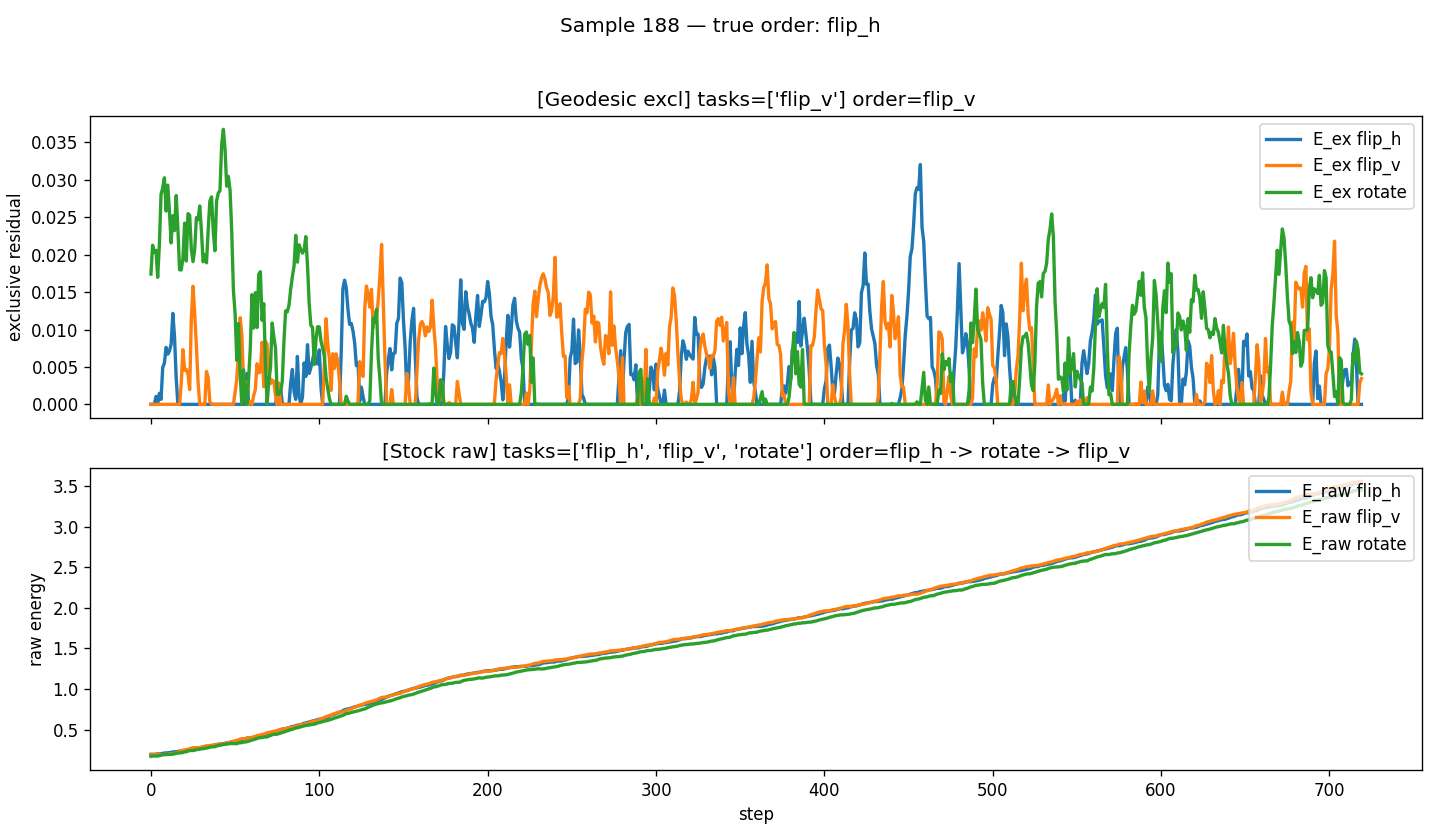 Sample 188 — true order: flip_h
[Geodesic excl] tasks=['flip_v'] order=flip_v
exclusive residual
0.035
0.030
0.025
0.020
0.015
0.010
0.005
0.000
E_ex flip_h
E_ex flip_v
E_ex rotate
[Stock raw] tasks=['flip_h', 'flip_v', 'rotate'] order=flip_h -> rotate -> flip_v
raw energy
3.5
3.0
2.5
2.0
1.5
1.0
0.5
E_raw flip_h
E_raw flip_v
E_raw rotate
0 100 200 300 400 500 600 700
step